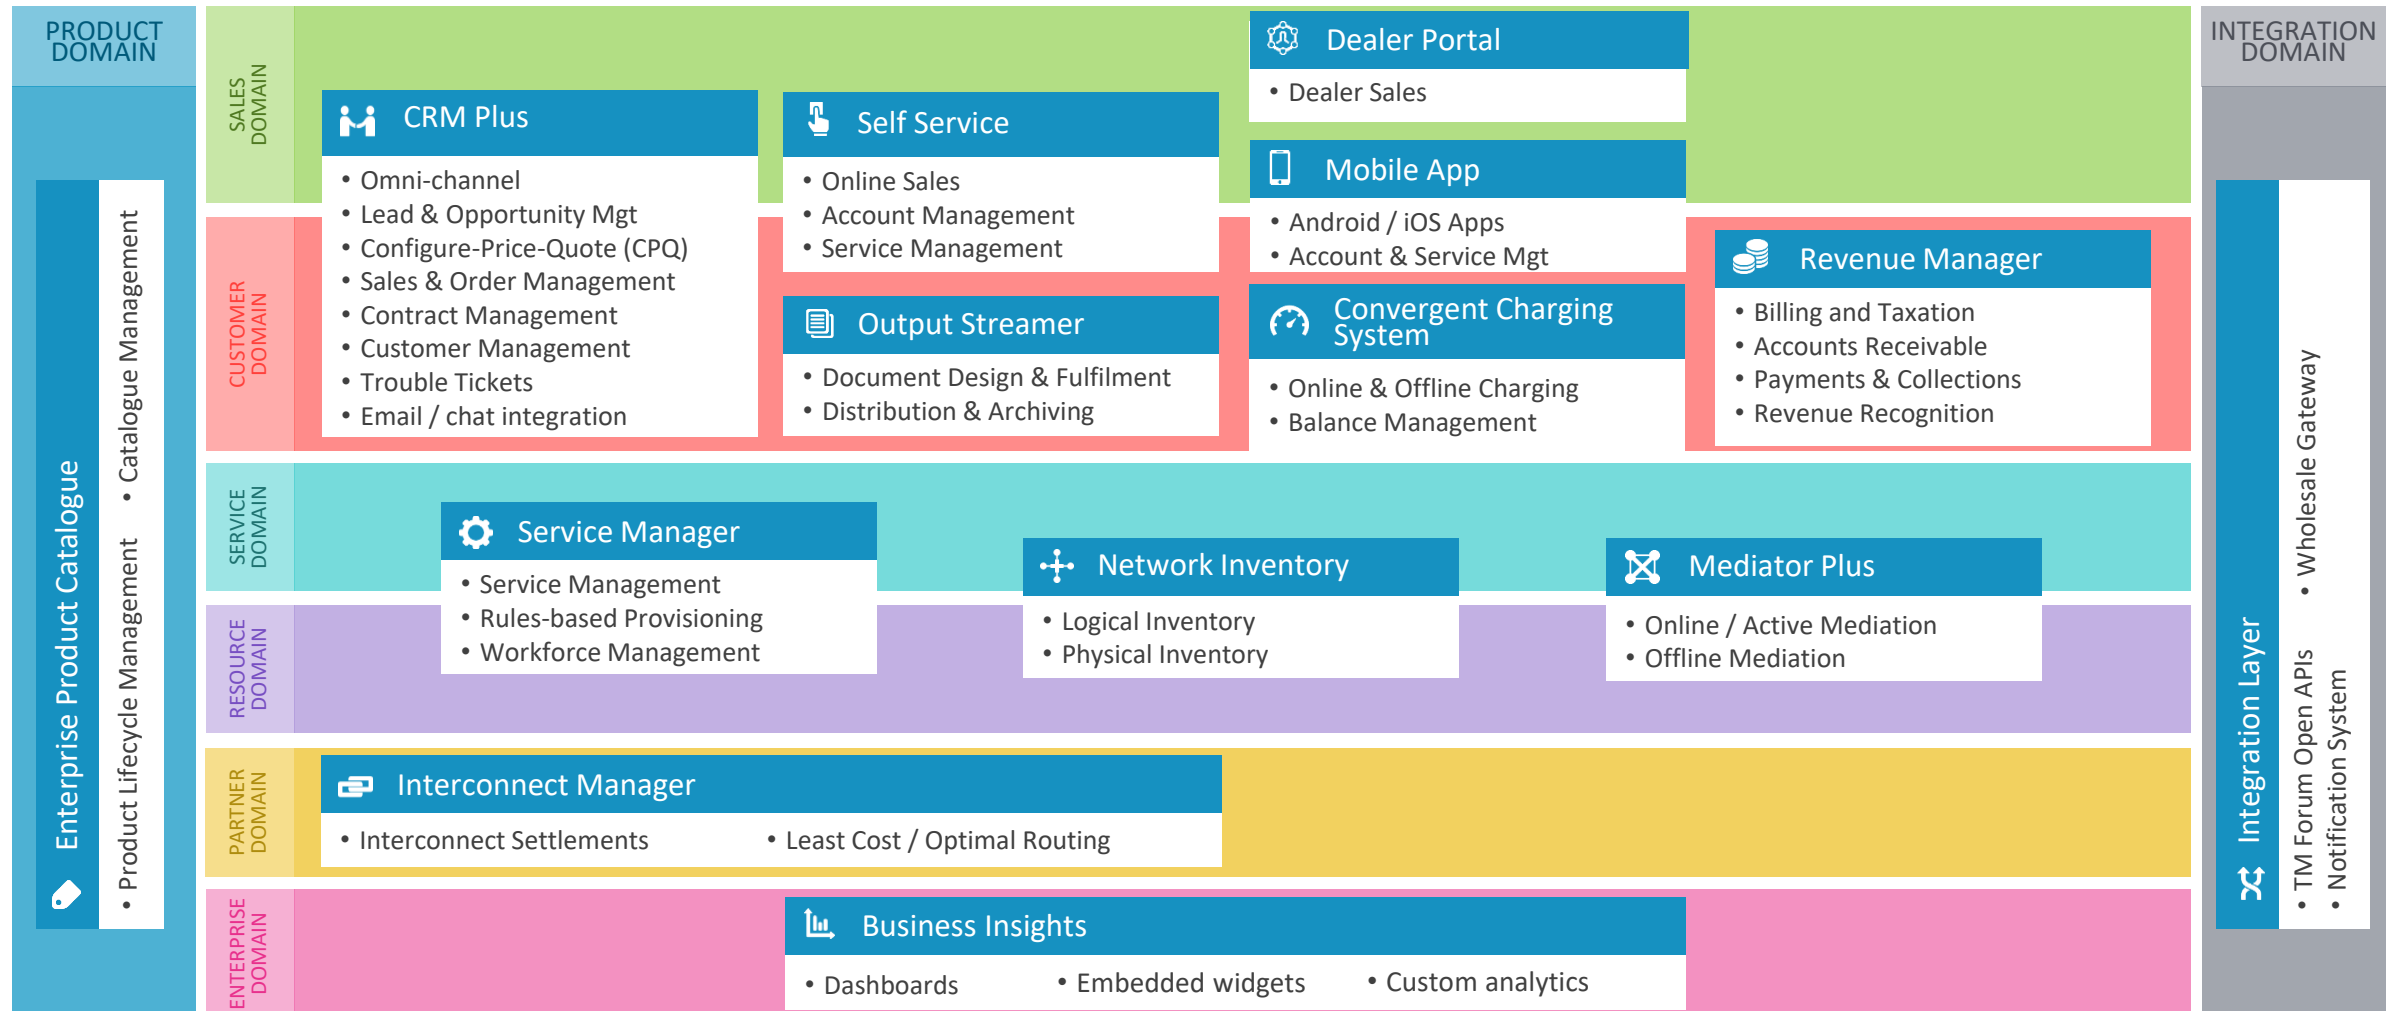 PRODUCT
DOMAIN
Enterprise Product Catalogue
• Product Lifecycle Management
• Catalogue Management
SALES
DOMAIN
CUSTOMER
DOMAIN
SERVICE
DOMAIN
RESOURCE
DOMAIN
PARTNER
DOMAIN
ENTERPRISE
DOMAIN
CRM Plus
• Omni-channel
• Lead & Opportunity Mgt
• Configure-Price-Quote (CPQ)
• Sales & Order Management
• Contract Management
• Customer Management
• Trouble Tickets
• Email / chat integration
Self Service
• Online Sales
• Account Management
• Service Management
Output Streamer
• Document Design & Fulfilment
• Distribution & Archiving
Dealer Portal
• Dealer Sales
Mobile App
• Android / iOS Apps
• Account & Service Mgt
Convergent Charging
System
• Online & Offline Charging
• Balance Management
Revenue Manager
• Billing and Taxation
• Accounts Receivable
• Payments & Collections
• Revenue Recognition
Service Manager
• Service Management
• Rules-based Provisioning
• Workforce Management
Network Inventory
• Logical Inventory
• Physical Inventory
Mediator Plus
• Online / Active Mediation
• Offline Mediation
Interconnect Manager
• Interconnect Settlements
• Least Cost / Optimal Routing
Business Insights
• Dashboards
• Embedded widgets
• Custom analytics
INTEGRATION
DOMAIN
Integration Layer
• TM Forum Open APIs
• Wholesale Gateway
• Notification System